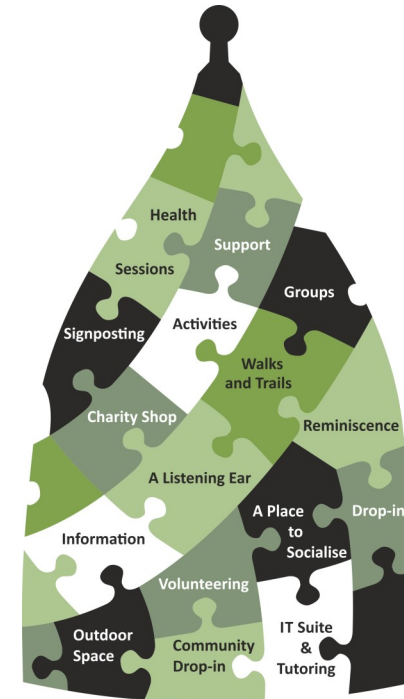 Health
Sessions
Support
Groups
Signposting
Activities
Walks
and Trails
Charity Shop
Reminiscence
A Listening Ear
A Place
to
Socialise
Drop-in
Information
Volunteering
Outdoor
Space
Community
Drop-in
IT Suite
&
Tutoring